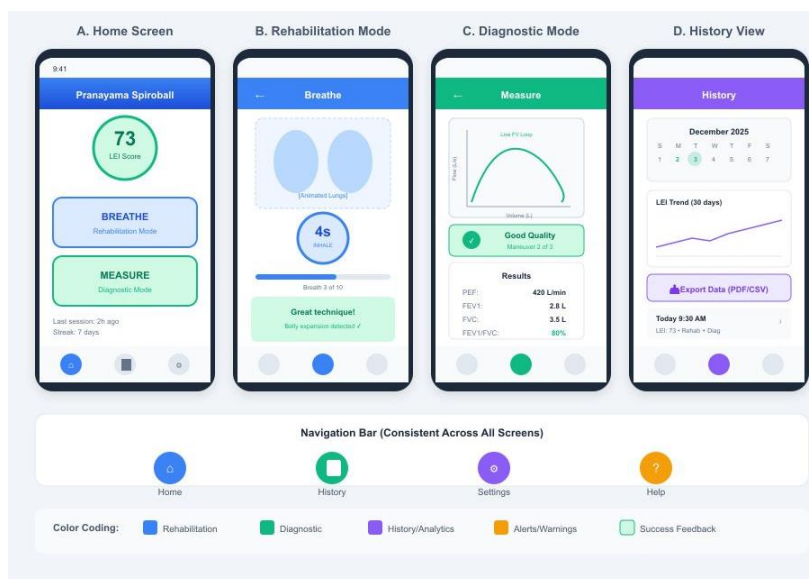 A. Home Screen
B. Rehabilitation Mode
C. Diagnostic Mode
D. History View
9:41
Pranayama Spiroball
73
LEI Score
BREATHE
Rehabilitation Mode
MEASURE
Diagnostic Mode
Last session: 2h ago
Streak: 7 days
← Breathe
[Animated Lungs]
4s
INHALE
Breath 3 of 10
Great technique!
Belly expansion detected ✓
← Measure
Live FV Loop
Flow (L/s)
Volume (L)
✓ Good Quality
Maneuver 2 of 3
Results
PEF: 420 L/min
FEV1: 2.8 L
FVC: 3.5 L
FEV1/FVC: 80%
History
December 2025
S M T W T F S
1 2 3 4 5 6 7
LEI Trend (30 days)
Export Data (PDF/CSV)
Today 9:30 AM ›
LEI: 73 • Rehab + Diag
Navigation Bar (Consistent Across All Screens)
?
Home History Settings Help
Color Coding: Rehabilitation Diagnostic History/Analytics Alerts/Warnings Success Feedback